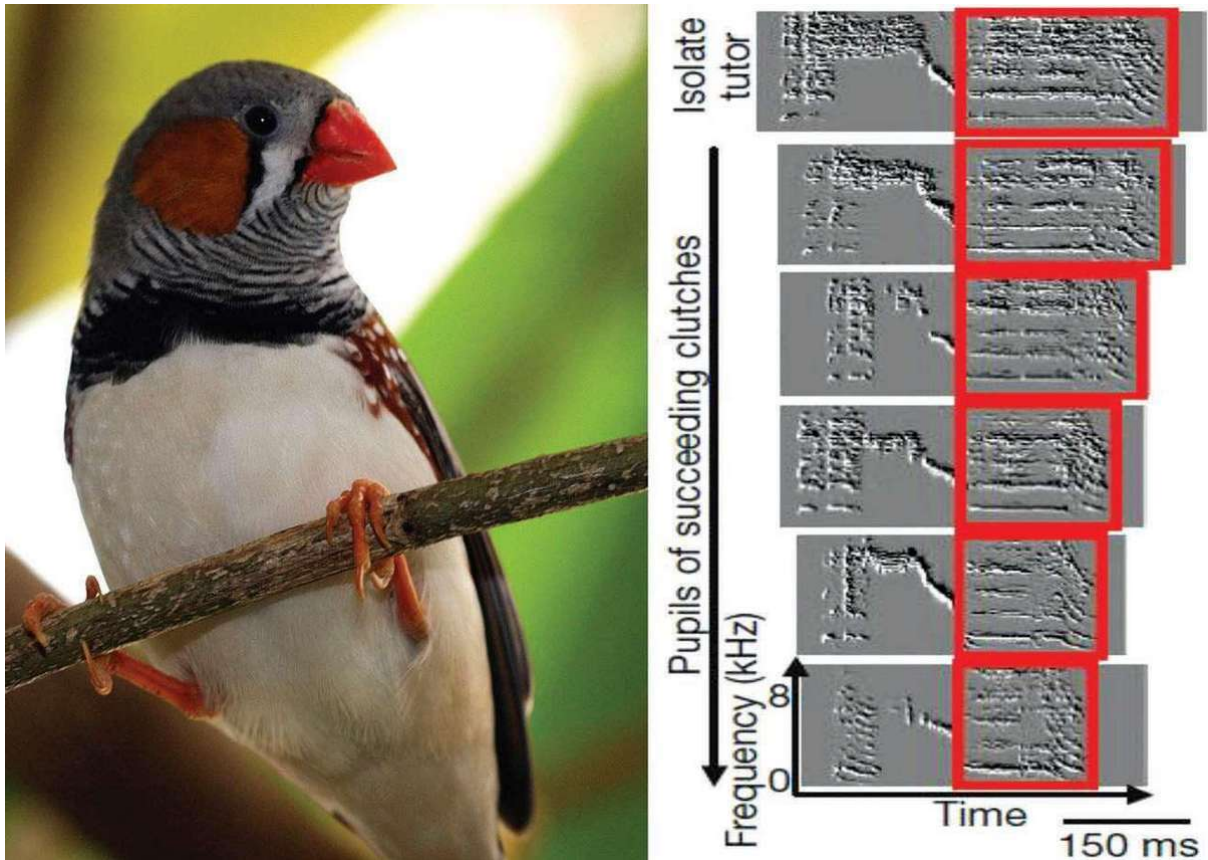 Isolate
tutor
Pupils of succeeding clutches
Frequency (kHz)
8
0
Time
150 ms